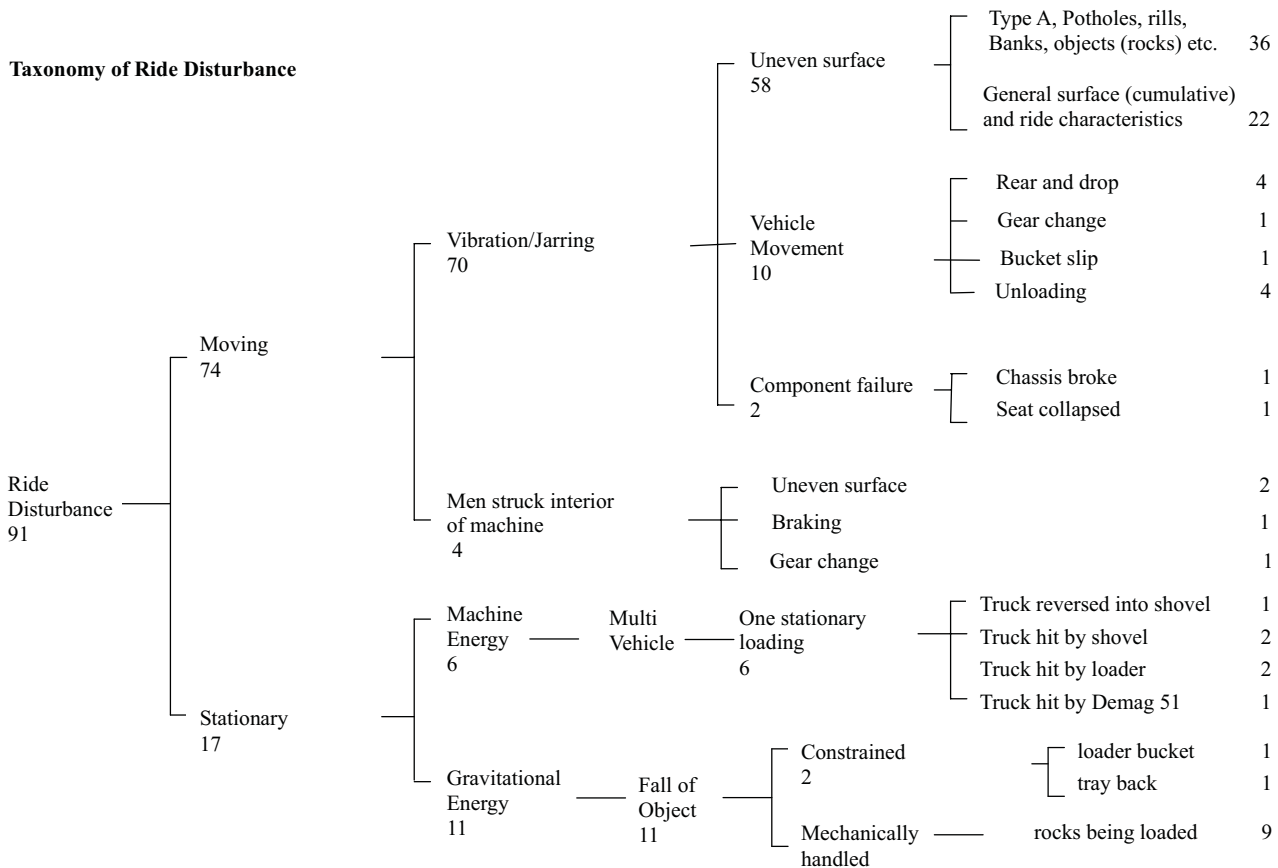 Taxonomy of Ride Disturbance
Ride
Disturbance
91
Moving
74
Stationary
17
Vibration/Jarring
70
Men struck interior
of machine
4
Machine
Energy
6
Gravitational
Energy
11
Multi
Vehicle
Fall of
Object
11
Uneven surface
58
Vehicle
Movement
10
Component failure
2
One stationary
loading
6
Constrained
2
Mechanically
handled
Type A, Potholes, rills,
Banks, objects (rocks) etc. 36
General surface (cumulative)
and ride characteristics 22
Rear and drop 4
Gear change 1
Bucket slip 1
Unloading 4
Chassis broke 1
Seat collapsed 1
Uneven surface 2
Braking 1
Gear change 1
Truck reversed into shovel 1
Truck hit by shovel 2
Truck hit by loader 2
Truck hit by Demag 51 1
loader bucket 1
tray back 1
rocks being loaded 9